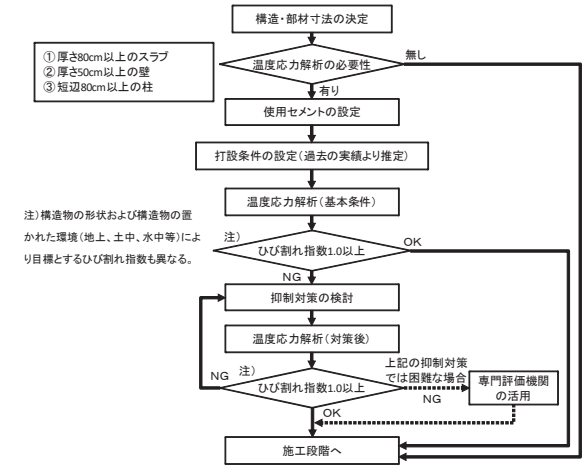 構造・部材寸法の決定
①厚さ80cm以上のスラブ
②厚さ50cm以上の壁
③短辺80cm以上の柱
温度応力解析の必要性
無し
有り
使用セメントの設定
打設条件の設定（過去の実績より推定）
温度応力解析（基本条件）
注）構造物の形状および構造物の置
かれた環境（地上、土中、水中等）によ
り目標とするひび割れ指数も異なる。
注）
ひび割れ指数1.0以上
OK
NG
抑制対策の検討
温度応力解析（対策後）
NG
注）
ひび割れ指数1.0以上
上記の抑制対策
では困難な場合
NG
専門評価機関
の活用
OK
施工段階へ